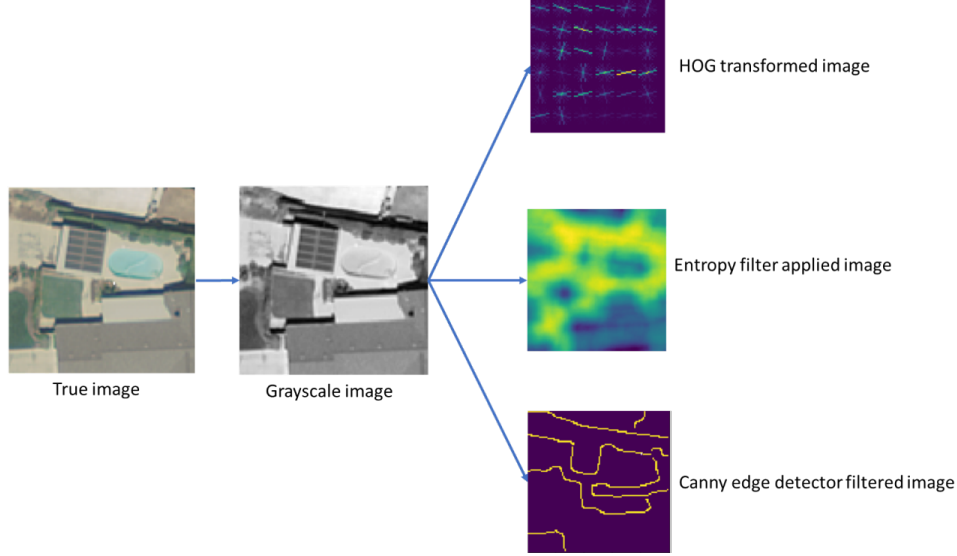 HOG transformed image
Entropy filter applied image
True image
Grayscale image
Canny edge detector filtered image